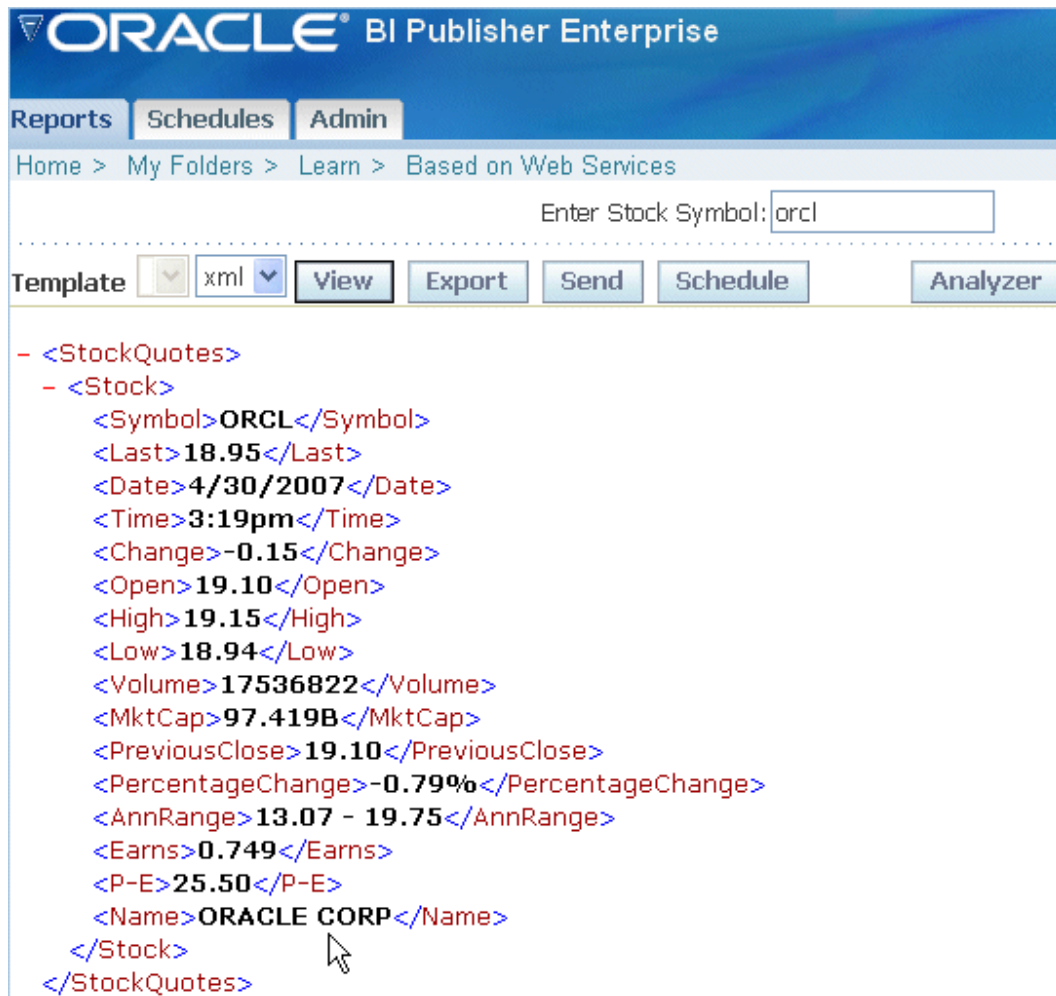 ORACLE® BI Publisher Enterprise
Reports Schedules Admin
Home > My Folders > Learn > Based on Web Services
Enter Stock Symbol: orcl
Template xml View Export Send Schedule Analyzer
- <StockQuotes>
- <Stock>
<Symbol>ORCL</Symbol>
<Last>18.95</Last>
<Date>4/30/2007</Date>
<Time>3:19pm</Time>
<Change>-0.15</Change>
<Open>19.10</Open>
<High>19.15</High>
<Low>18.94</Low>
<Volume>17536822</Volume>
<MktCap>97.419B</MktCap>
<PreviousClose>19.10</PreviousClose>
<PercentageChange>-0.79%</PercentageChange>
<AnnRange>13.07 - 19.75</AnnRange>
<Earns>0.749</Earns>
<P-E>25.50</P-E>
<Name>ORACLE CORP</Name>
</Stock>
</StockQuotes>